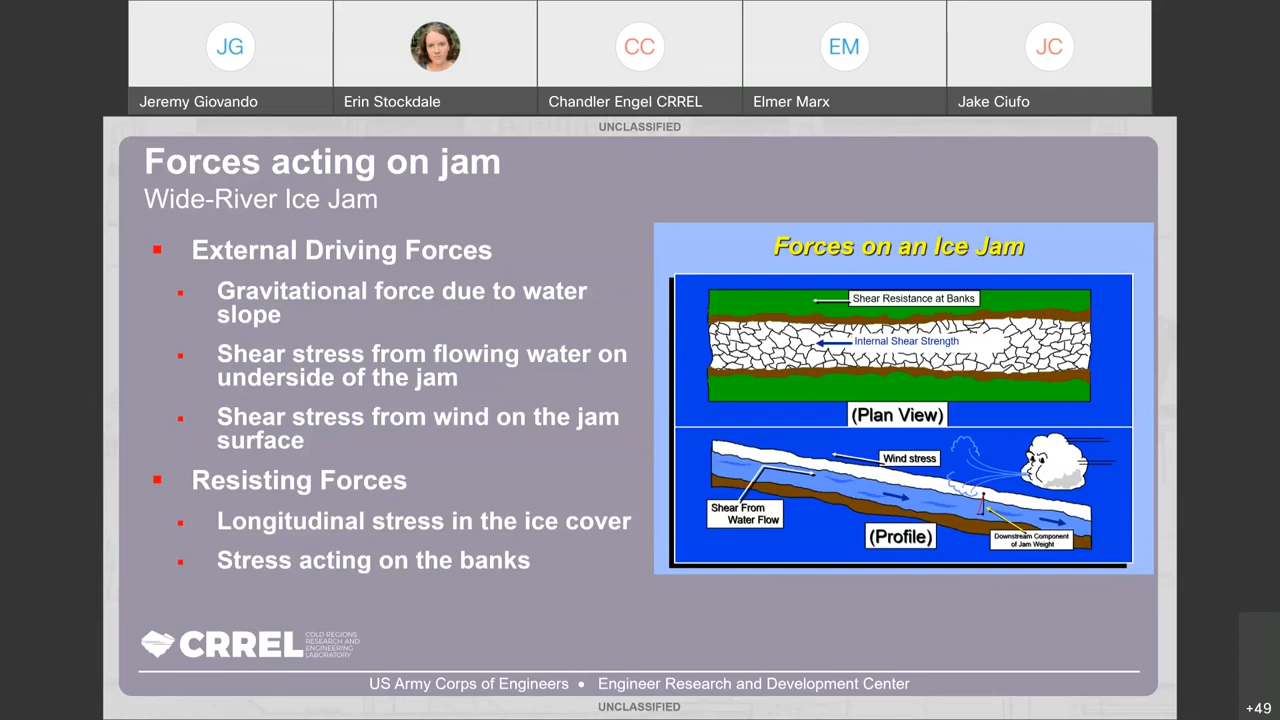 JG
CC
EM
JC
Jeremy Giovando
Erin Stockdale
Chandler Engel CRREL
Elmer Marx
Jake Ciufo
UNCLASSIFIED
Forces acting on jam
Wide-River Ice Jam
External Driving Forces
Gravitational force due to water
slope
Shear stress from flowing water on
underside of the jam
Shear stress from wind on the jam
surface
Resisting Forces
Longitudinal stress in the ice cover
Stress acting on the banks
Forces on an Ice Jam
Shear Resistance at Banks
Internal Shear Strength
(Plan View)
Wind stress
Shear From
Water Flow
(Profile)
Downstream Component
of Jam Weight
CRREL
COLD REGIONS
RESEARCH AND
ENGINEERING
LABORATORY
US Army Corps of Engineers • Engineer Research and Development Center
UNCLASSIFIED
+49